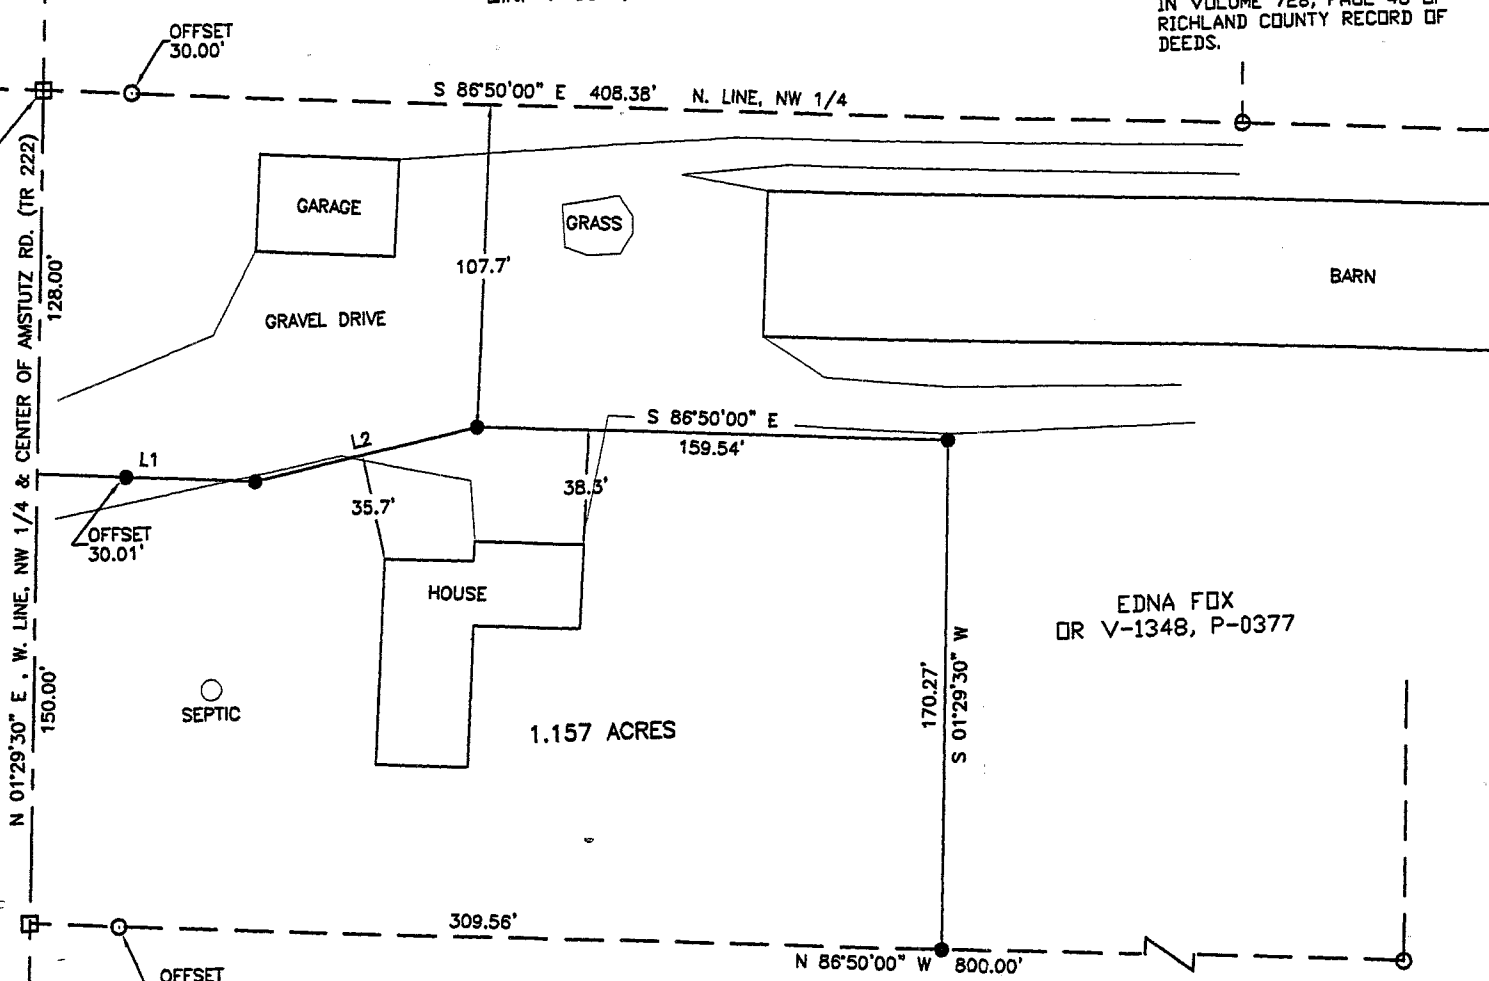 IN VOLUME 728, PAGE
RICHLAND COUNTY RECORD OF
DEEDS.
OFFSET
30.00'
S 86°50'00" E 408.38' N. LINE, NW 1/4
GARAGE
GRASS
107.7'
BARN
GRAVEL DRIVE
128.00'
N 01°29'30" E , W. LINE, NW 1/4 & CENTER OF AMSTUTZ RD. (TR 222)
150.00'
L1
L2
S 86°50'00" E
159.54'
35.7'
38.3'
OFFSET
30.01'
HOUSE
EDNA FOX
OR V-1348, P-0377
170.27'
S 01°29'30" W
SEPTIC
1.157 ACRES
309.56'
N 86°50'00" W 800.00'
OFFSET